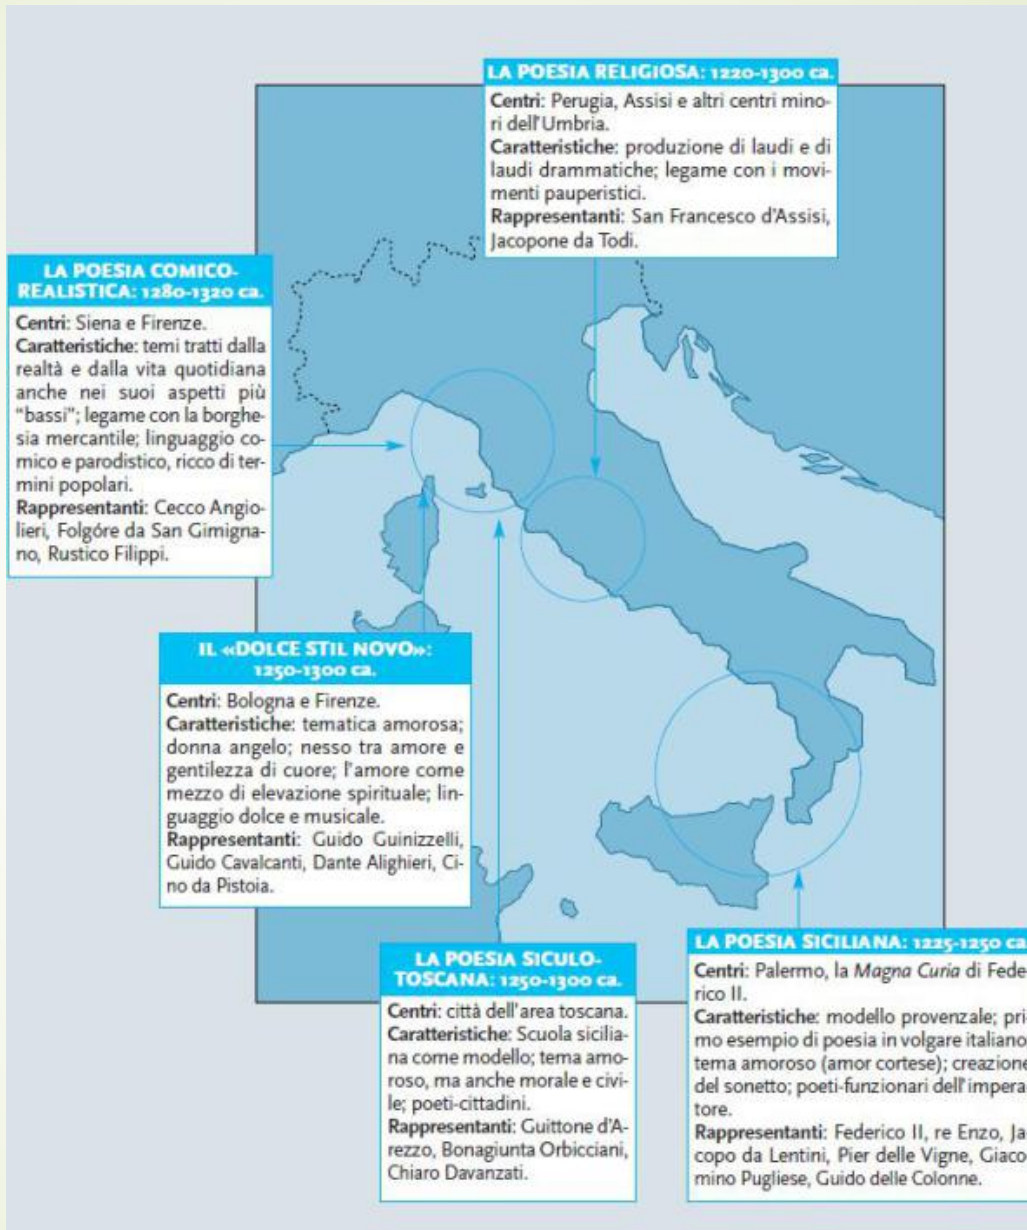 LA POESIA RELIGIOSA: 1220-1300 ca.
Centri: Perugia, Assisi e altri centri mino-
ri dell'Umbria.
Caratteristiche: produzione di laudi e di
laudi drammatiche; legame con i movi-
menti pauperistici.
Rappresentanti: San Francesco d'Assisi,
Jacopone da Todi.
LA POESIA COMICO-
REALISTICA: 1280-1320 ca.
Centri: Siena e Firenze.
Caratteristiche: temi tratti dalla
realtà e dalla vita quotidiana
anche nei suoi aspetti più
"bassi"; legame con la borghe-
sia mercantile; linguaggio co-
mico e parodistico, ricco di ter-
mini popolari.
Rappresentanti: Cecco Angio-
lieri, Folgóre da San Gimigna-
no, Rustico Filippi.
IL «DOLCE STIL NOVO»:
1250-1300 ca.
Centri: Bologna e Firenze.
Caratteristiche: tematica amorosa;
donna angelo; nesso tra amore e
gentilezza di cuore; l'amore come
mezzo di elevazione spirituale; lin-
guaggio dolce e musicale.
Rappresentanti: Guido Guinizzelli,
Guido Cavalcanti, Dante Alighieri, Ci-
no da Pistoia.
LA POESIA SICULO-
TOSCANA: 1250-1300 ca.
Centri: città dell'area toscana.
Caratteristiche: Scuola sicilia-
na come modello; tema amo-
roso, ma anche morale e civi-
le; poeti-cittadini.
Rappresentanti: Guittone d'A-
rezzo, Bonagiunta Orbicciani,
Chiaro Davanzati.
LA POESIA SICILIANA: 1225-1250 ca
Centri: Palermo, la Magna Curia di Fede
rico II.
Caratteristiche: modello provenzale; pri-
mo esempio di poesia in volgare italiano
tema amoroso (amor cortese); creazione
del sonetto; poeti-funzionari dell'impera
tore.
Rappresentanti: Federico II, re Enzo, Ja
copo da Lentini, Pier delle Vigne, Giaco
mino Pugliese, Guido delle Colonne.